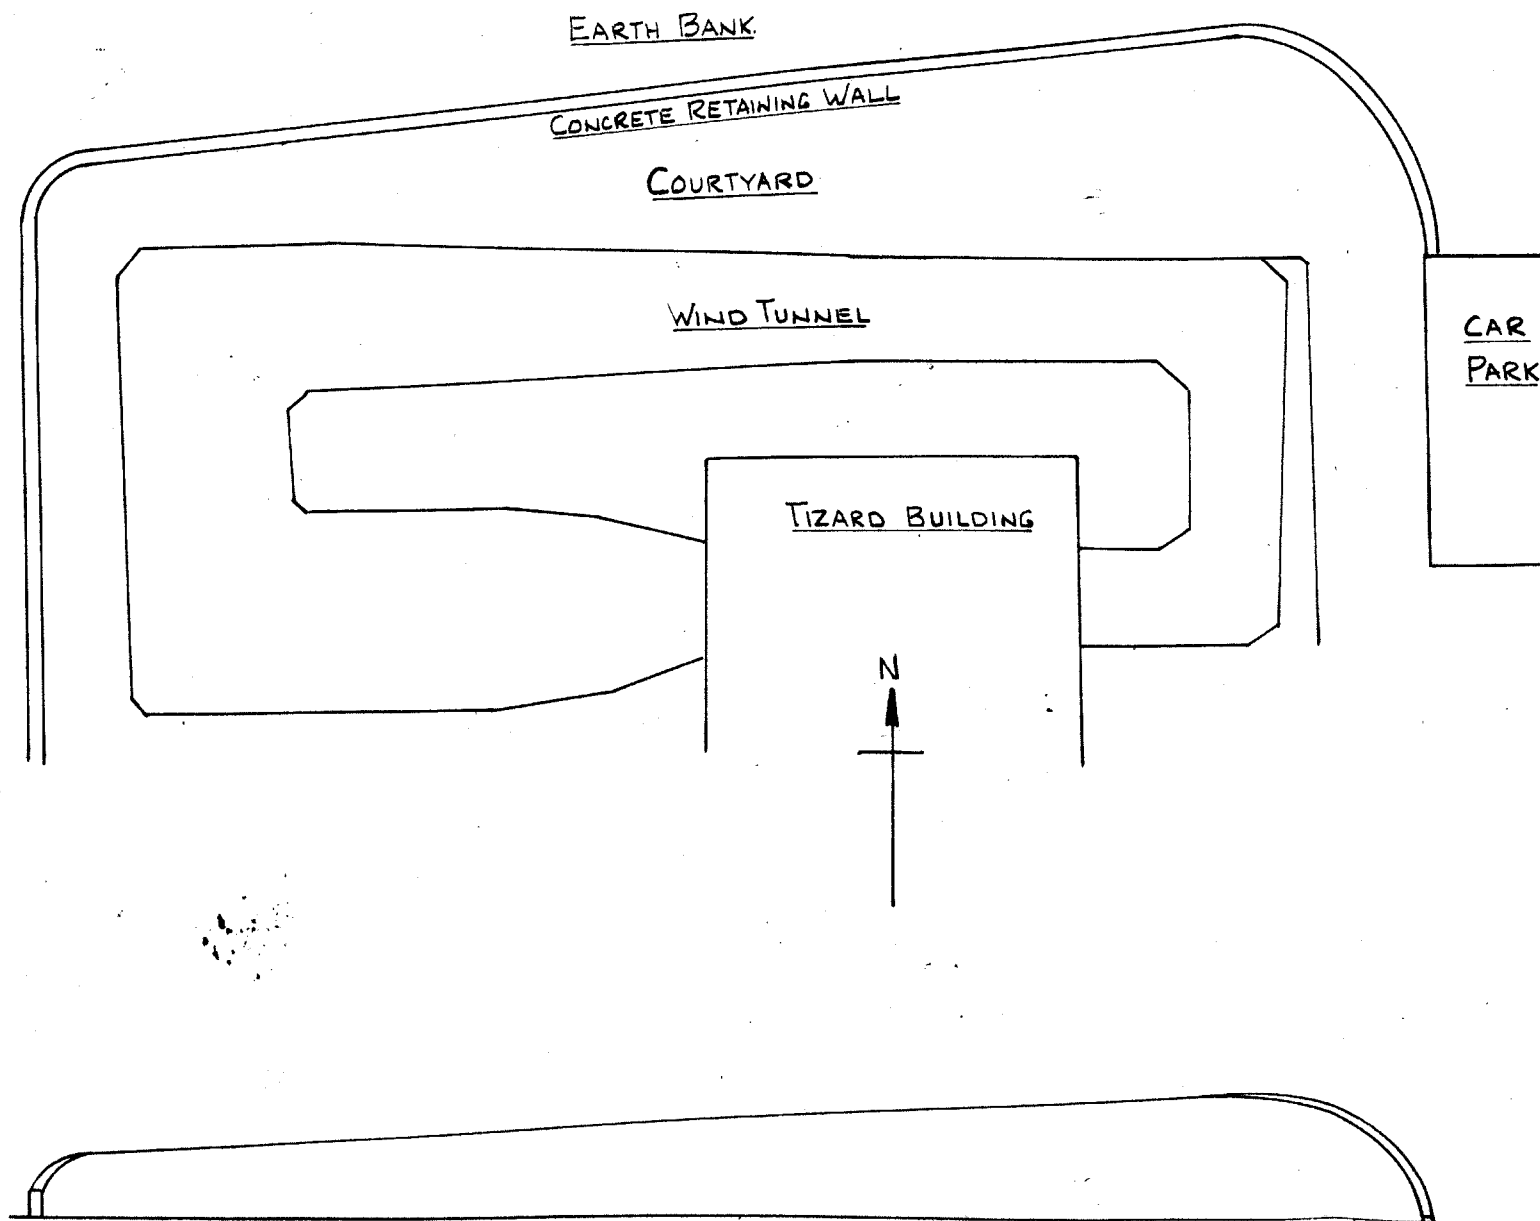 EARTH BANK.
CONCRETE RETAINING WALL
COURTYARD
WIND TUNNEL
CAR
PARK
TIZARD BUILDING
N